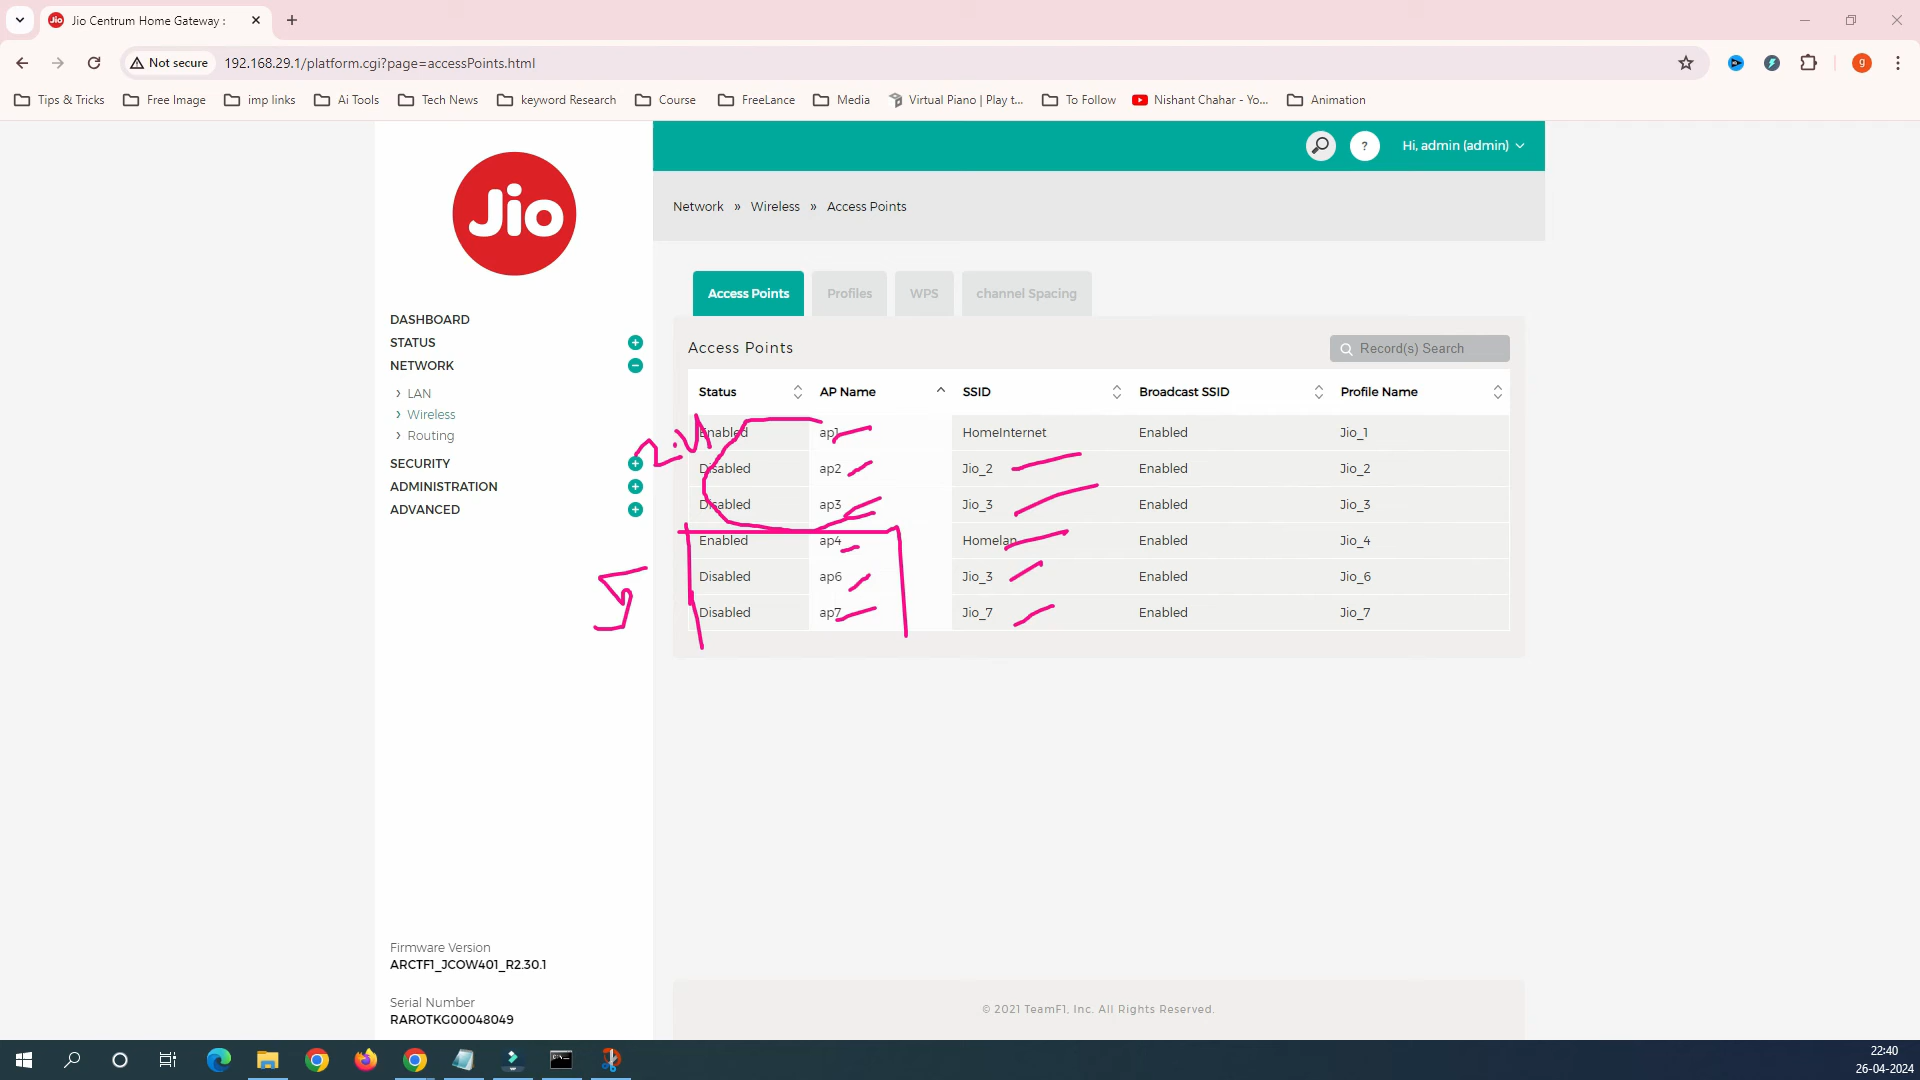 Jio Centrum Home Gateway :
Not secure
192.168.29.1/platform.cgi?page=accessPoints.html
g
Tips & Tricks
Free Image
imp links
Ai Tools
Tech News
keyword Research
Course
FreeLance
Media
Virtual Piano | Play t...
To Follow
Nishant Chahar - Yo...
Animation
Jio
?
Hi, admin (admin)
Network » Wireless » Access Points
DASHBOARD
STATUS
NETWORK
LAN
Wireless
Routing
SECURITY
ADMINISTRATION
ADVANCED
Access Points
Profiles
WPS
channel Spacing
Access Points
Record(s) Search
Status AP Name SSID Broadcast SSID Profile Name
Enabled ap1 HomeInternet Enabled Jio_1
Disabled ap2 Jio_2 Enabled Jio_2
Disabled ap3 Jio_3 Enabled Jio_3
Enabled ap4 Homelan Enabled Jio_4
Disabled ap6 Jio_3 Enabled Jio_6
Disabled ap7 Jio_7 Enabled Jio_7
2.4
5
Firmware Version
ARCTF1_JCOW401_R2.30.1
Serial Number
RAROTKG00048049
© 2021 TeamF1, Inc. All Rights Reserved.
22:40
26-04-2024